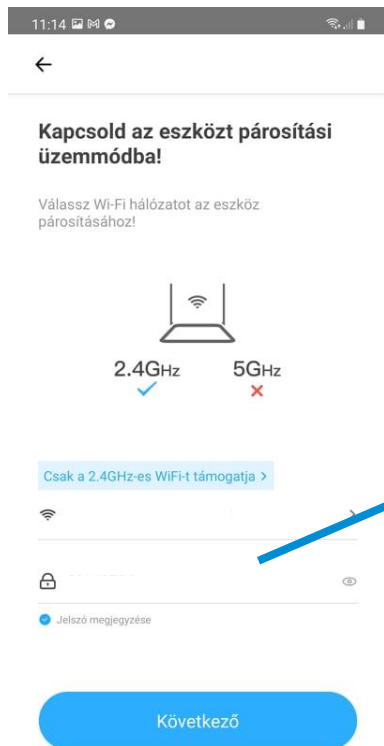 11:14
Kapcsold az eszközt párosítási
üzemmódba!
Válassz Wi-Fi hálózatot az eszköz
párosításához!
2.4GHz 5GHz
Csak a 2.4GHz-es WiFi-t támogatja >
Jelszó megjegyzése
Következő